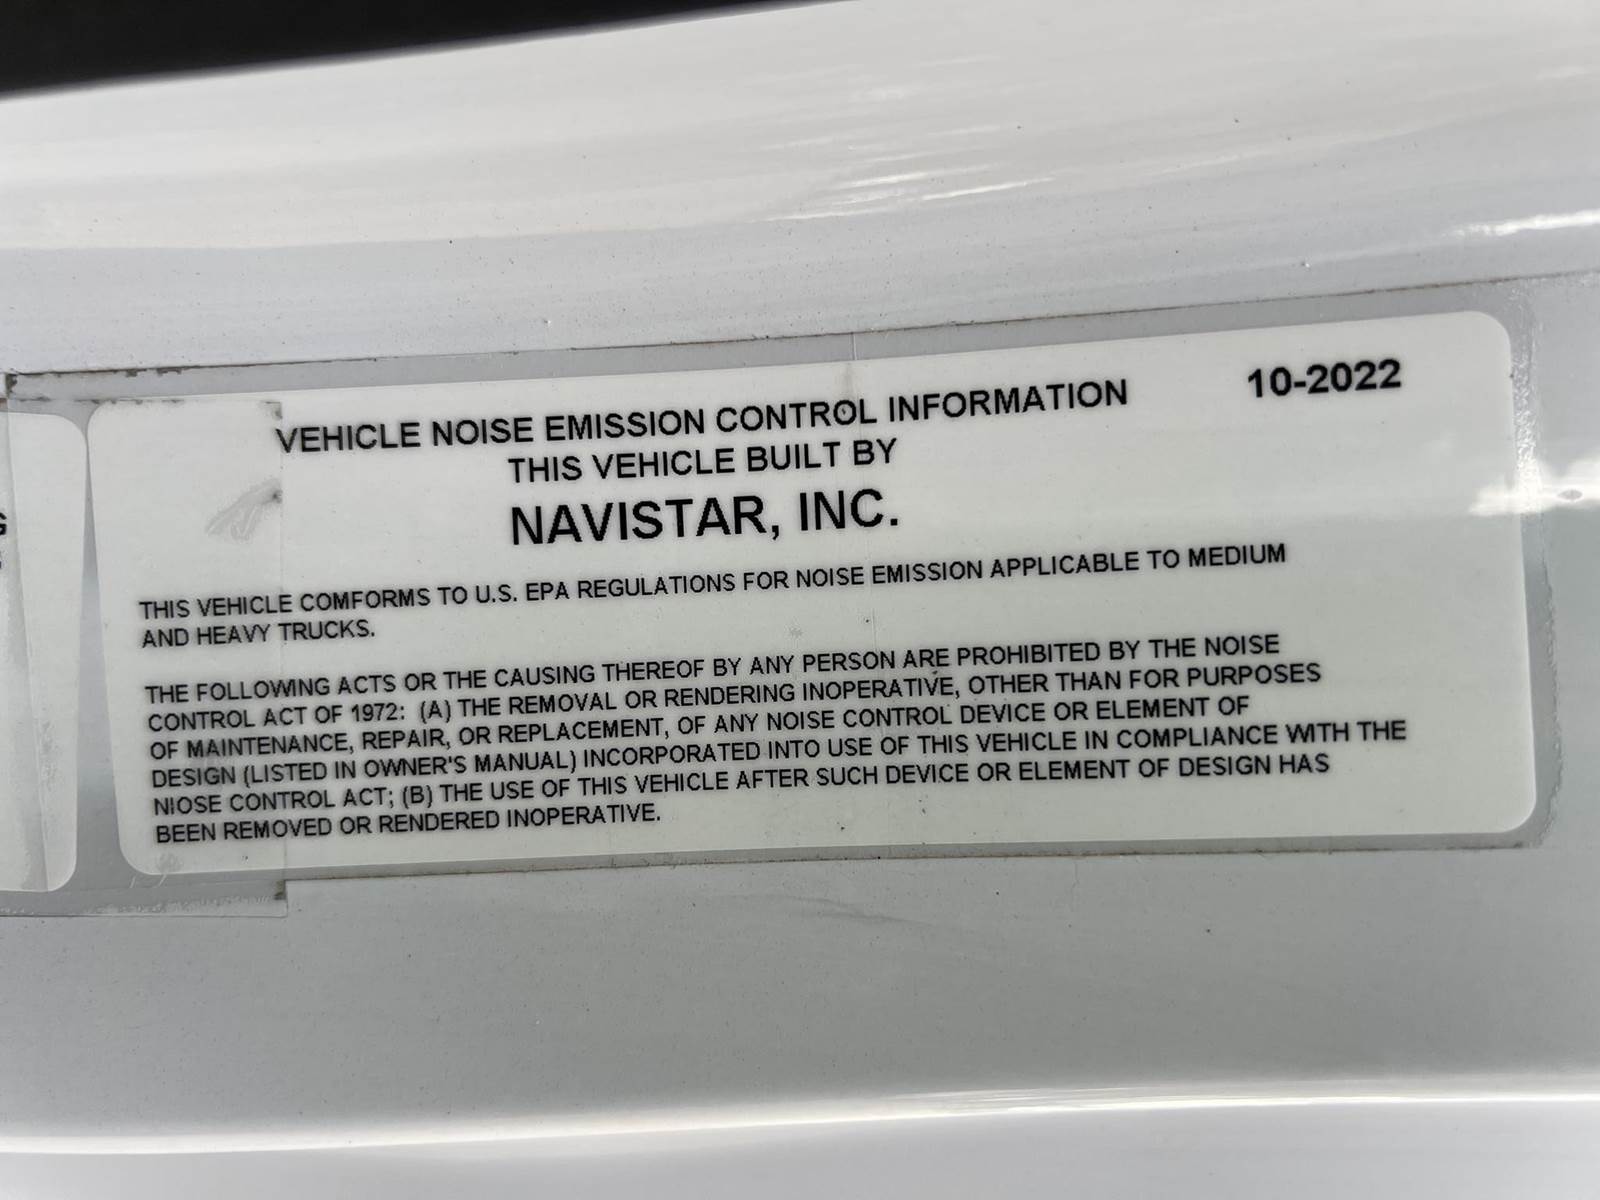 VEHICLE NOISE EMISSION CONTROL INFORMATION 10-2022
THIS VEHICLE BUILT BY
NAVISTAR, INC.
THIS VEHICLE COMFORMS TO U.S. EPA REGULATIONS FOR NOISE EMISSION APPLICABLE TO MEDIUM
AND HEAVY TRUCKS.
THE FOLLOWING ACTS OR THE CAUSING THEREOF BY ANY PERSON ARE PROHIBITED BY THE NOISE
CONTROL ACT OF 1972: (A) THE REMOVAL OR RENDERING INOPERATIVE, OTHER THAN FOR PURPOSES
OF MAINTENANCE, REPAIR, OR REPLACEMENT, OF ANY NOISE CONTROL DEVICE OR ELEMENT OF
DESIGN (LISTED IN OWNER'S MANUAL) INCORPORATED INTO USE OF THIS VEHICLE IN COMPLIANCE WITH THE
NIOSE CONTROL ACT; (B) THE USE OF THIS VEHICLE AFTER SUCH DEVICE OR ELEMENT OF DESIGN HAS
BEEN REMOVED OR RENDERED INOPERATIVE.